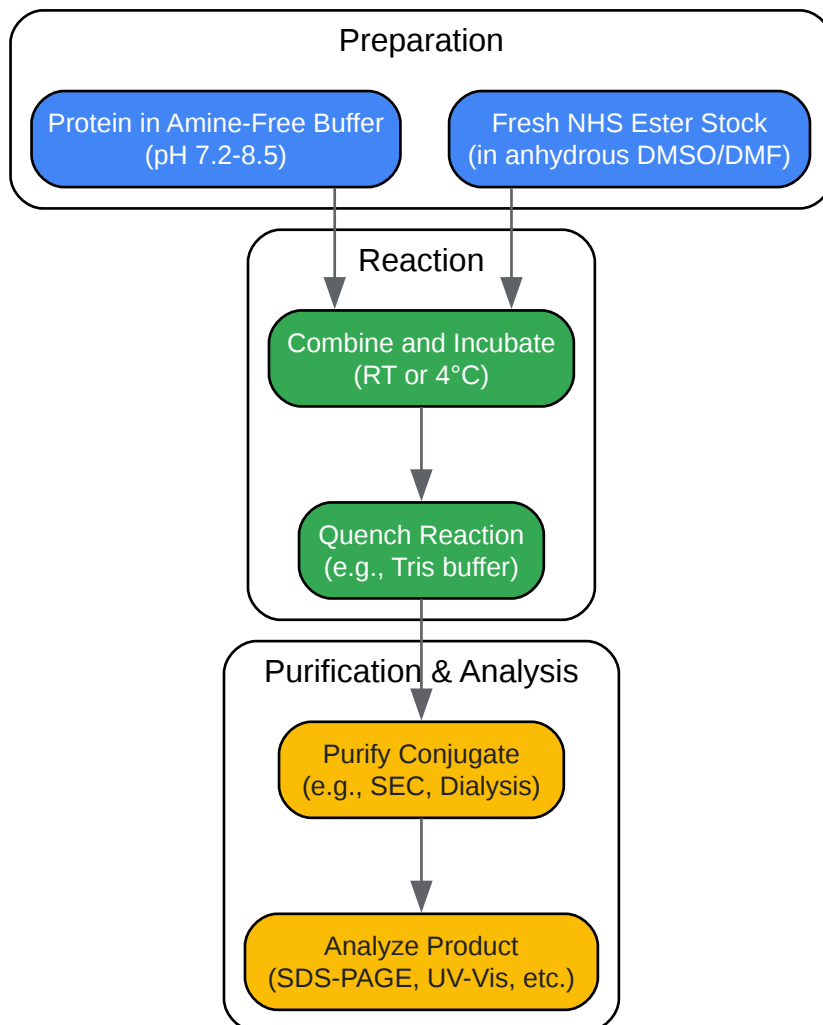 Preparation
Protein in Amine-Free Buffer
(pH 7.2-8.5)
Fresh NHS Ester Stock
(in anhydrous DMSO/DMF)
Reaction
Combine and Incubate
(RT or 4°C)
Quench Reaction
(e.g., Tris buffer)
Purification & Analysis
Purify Conjugate
(e.g., SEC, Dialysis)
Analyze Product
(SDS-PAGE, UV-Vis, etc.)